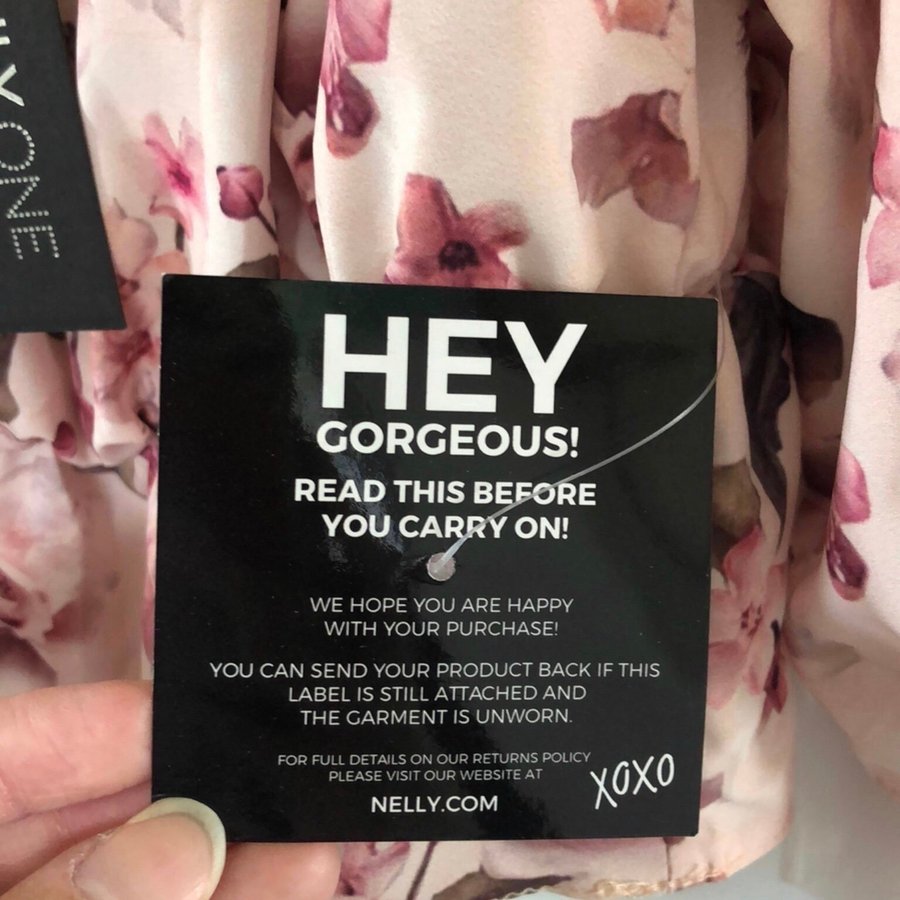 ONE
HEY
GORGEOUS!
READ THIS BEFORE
YOU CARRY ON!
WE HOPE YOU ARE HAPPY
WITH YOUR PURCHASE!
YOU CAN SEND YOUR PRODUCT BACK IF THIS
LABEL IS STILL ATTACHED AND
THE GARMENT IS UNWORN.
FOR FULL DETAILS ON OUR RETURNS POLICY
PLEASE VISIT OUR WEBSITE AT
NELLY.COM
XOXO